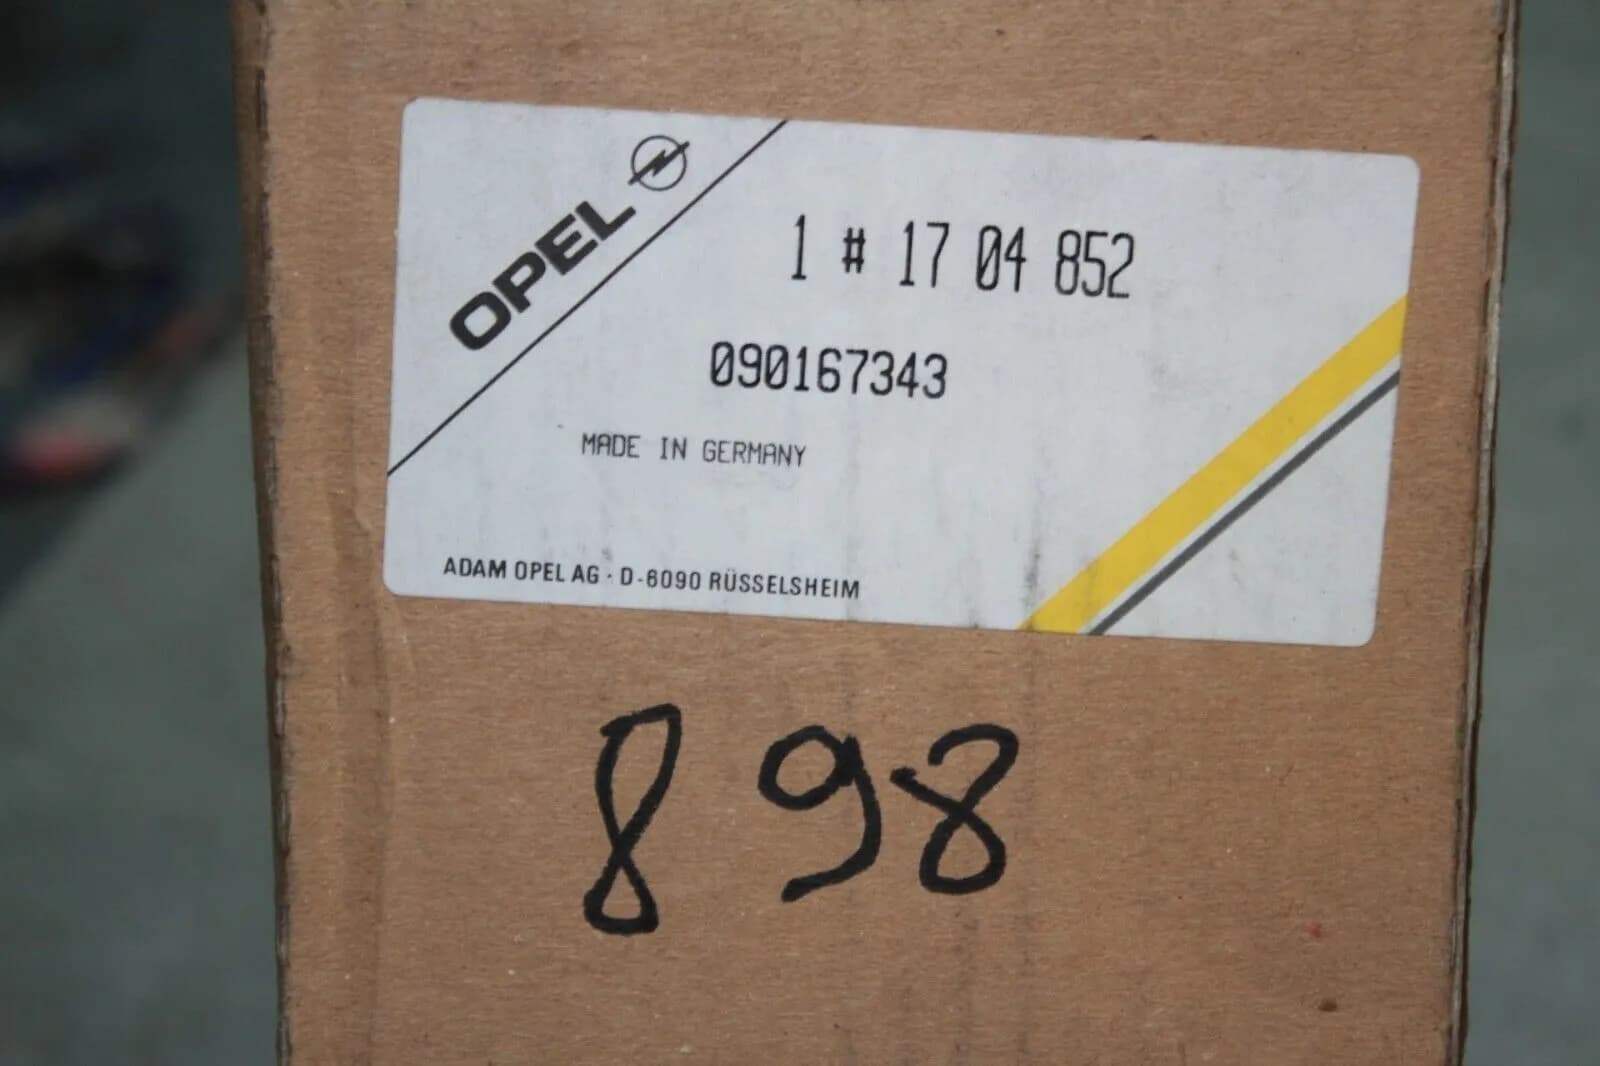 OPEL
1 # 17 04 852
090167343
MADE IN GERMANY
ADAM OPEL AG · D-6090 RÜSSELSHEIM
898